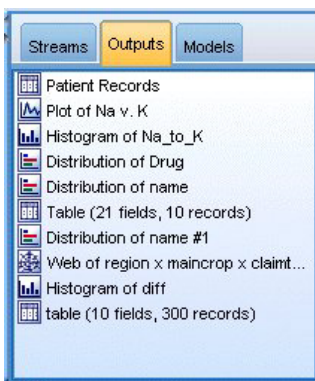 Streams Outputs Models
Patient Records
Plot of Na v. K
Histogram of Na_to_K
Distribution of Drug
Distribution of name
Table (21 fields, 10 records)
Distribution of name #1
Web of region x maincrop x claimt...
Histogram of diff
table (10 fields, 300 records)